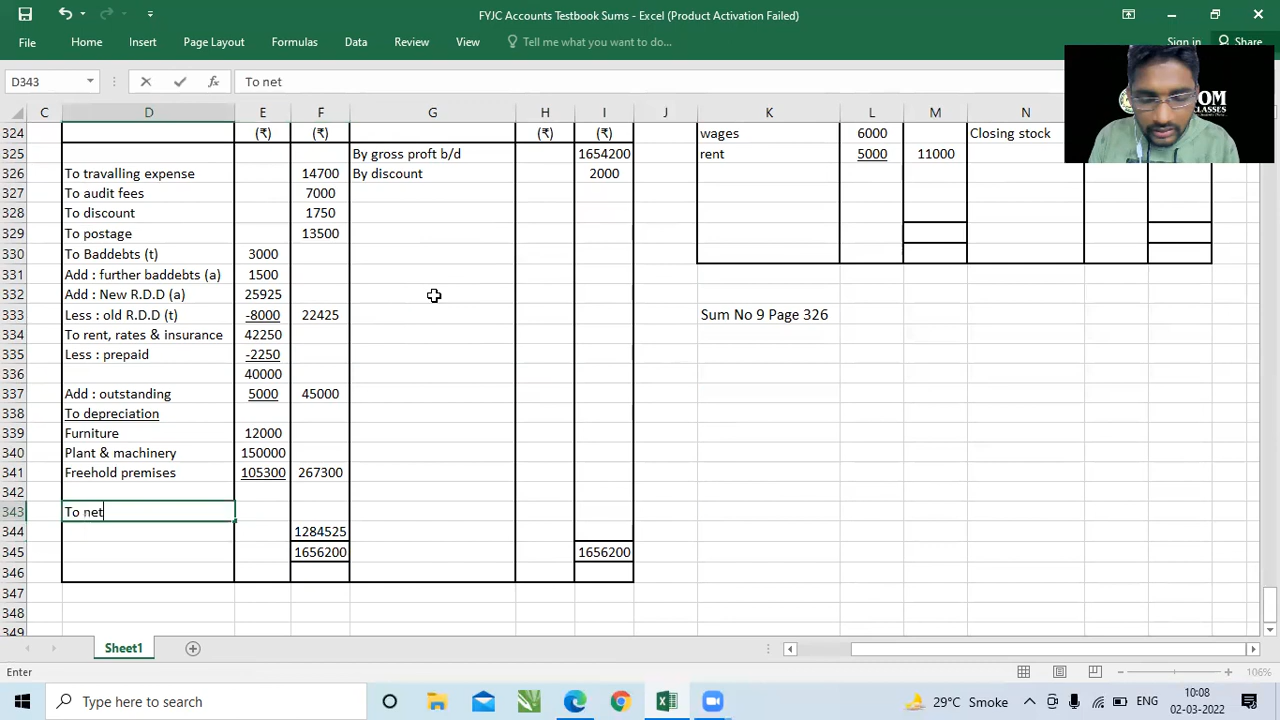 FYJC Accounts Testbook Sums - Excel (Product Activation Failed)
File Home Insert Page Layout Formulas Data Review View Tell me what you want to do... Sign in Share
D343 fx To net
C D E F G H I J K L M N
324 (₹) (₹) (₹) (₹) wages 6000 Closing stock
325 By gross proft b/d 1654200 rent 5000 11000
326 To travalling expense 14700 By discount 2000
327 To audit fees 7000
328 To discount 1750
329 To postage 13500
330 To Baddebts (t) 3000
331 Add : further baddebts (a) 1500
332 Add : New R.D.D (a) 25925
333 Less : old R.D.D (t) -8000 22425 Sum No 9 Page 326
334 To rent, rates & insurance 42250
335 Less : prepaid -2250
336 40000
337 Add : outstanding 5000 45000
338 To depreciation
339 Furniture 12000
340 Plant & machinery 150000
341 Freehold premises 105300 267300
342
343 To net
344 1284525
345 1656200 1656200
346
347
348
349
Sheet1
Enter 106%
Type here to search 29°C Smoke ENG 10:08
02-03-2022